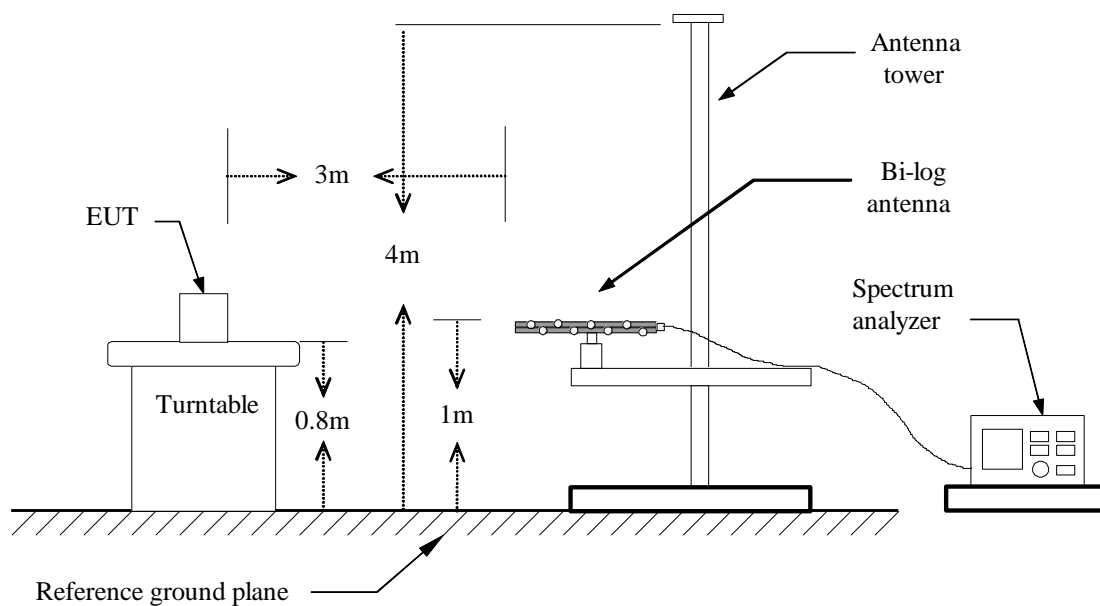 Antenna
tower
3m
Bi-log
antenna
EUT
4m
Spectrum
analyzer
Turntable
0.8m
1m
Reference ground plane